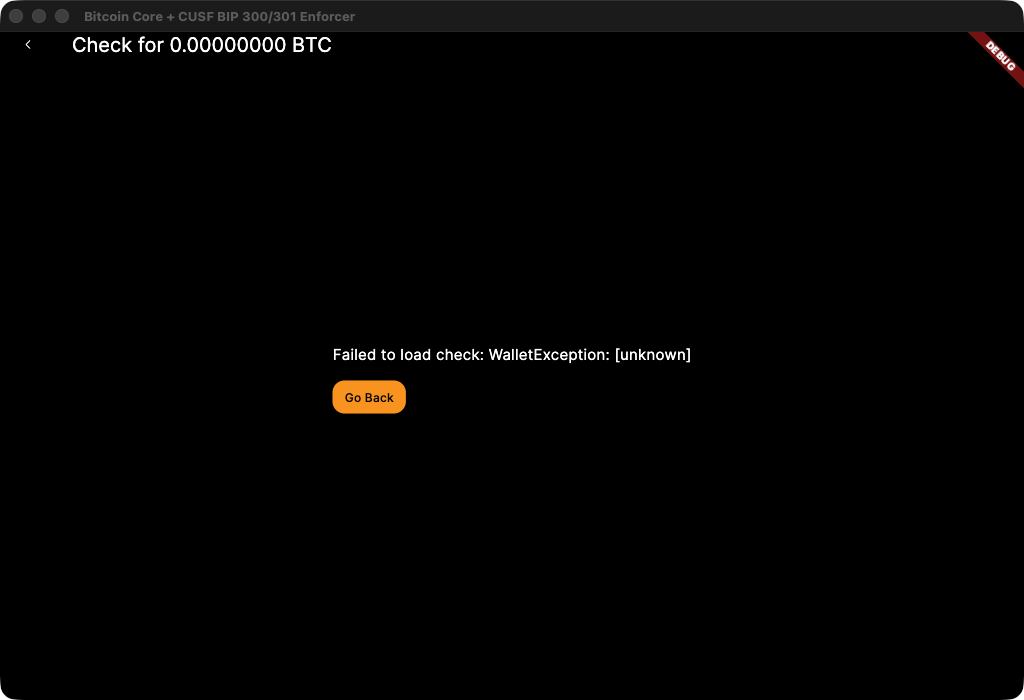 Bitcoin Core + CUSF BIP 300/301 Enforcer
Check for 0.00000000 BTC
DEBUG
Failed to load check: WalletException: [unknown]
Go Back